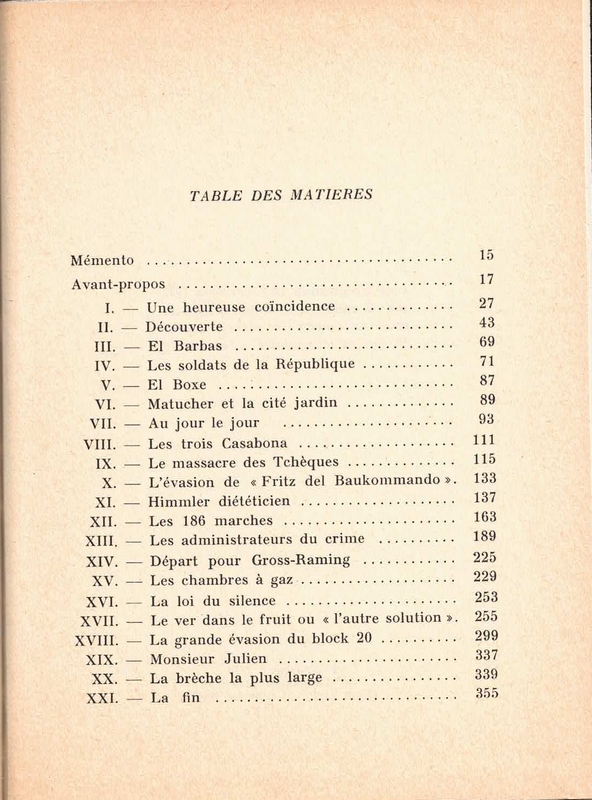 TABLE DES MATIERES
Mémento ....................................... 15
Avant-propos ................................... 17
I. — Une heureuse coïncidence .............. 27
II. — Découverte ............................ 43
III. — El Barbas ............................ 69
IV. — Les soldats de la République ............ 71
V. — El Boxe .............................. 87
VI. — Matucher et la cité jardin .............. 89
VII. — Au jour le jour ...................... 93
VIII. — Les trois Casabona .................... 111
IX. — Le massacre des Tchèques .............. 115
X. — L'évasion de « Fritz del Baukommando ». 133
XI. — Himmler diététicien .................... 137
XII. — Les 186 marches ...................... 163
XIII. — Les administrateurs du crime .......... 189
XIV. — Départ pour Gross-Raming ............ 225
XV. — Les chambres à gaz .................... 229
XVI. — La loi du silence ...................... 253
XVII. — Le ver dans le fruit ou « l'autre solution ». 255
XVIII. — La grande évasion du block 20 .......... 299
XIX. — Monsieur Julien ....................... 337
XX. — La brèche la plus large ................ 339
XXI. — La fin ............................... 355